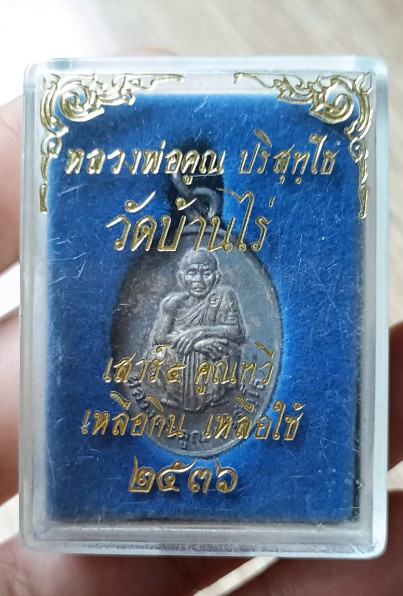 หลวงพ่อคูณ ปริสุทฺโธ
วัดบ้านไร่
เสาร์๕ คูณทวี
เหลือกิน เหลือใช้
๒๕๓๖